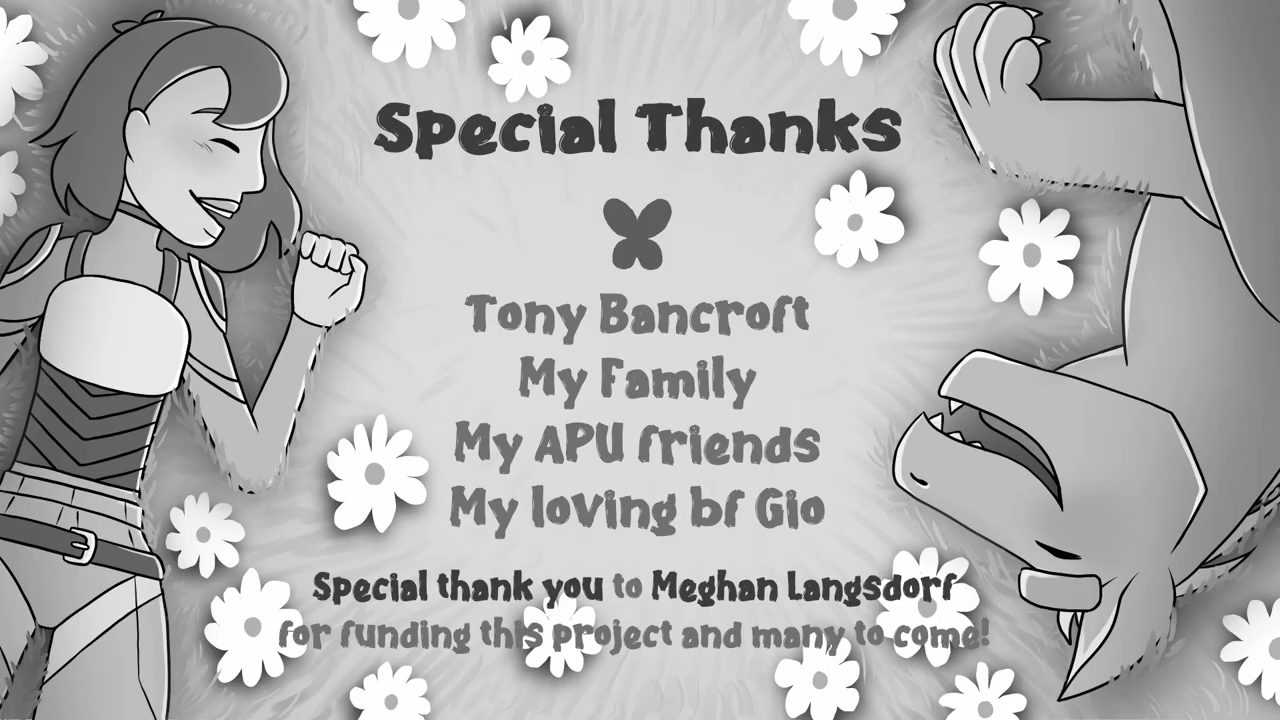 Special Thanks
Tony Bancroft
My Family
My APU friends
My loving bf Gio
Special thank you to Meghan Langsdorf
for funding this project and many to come!